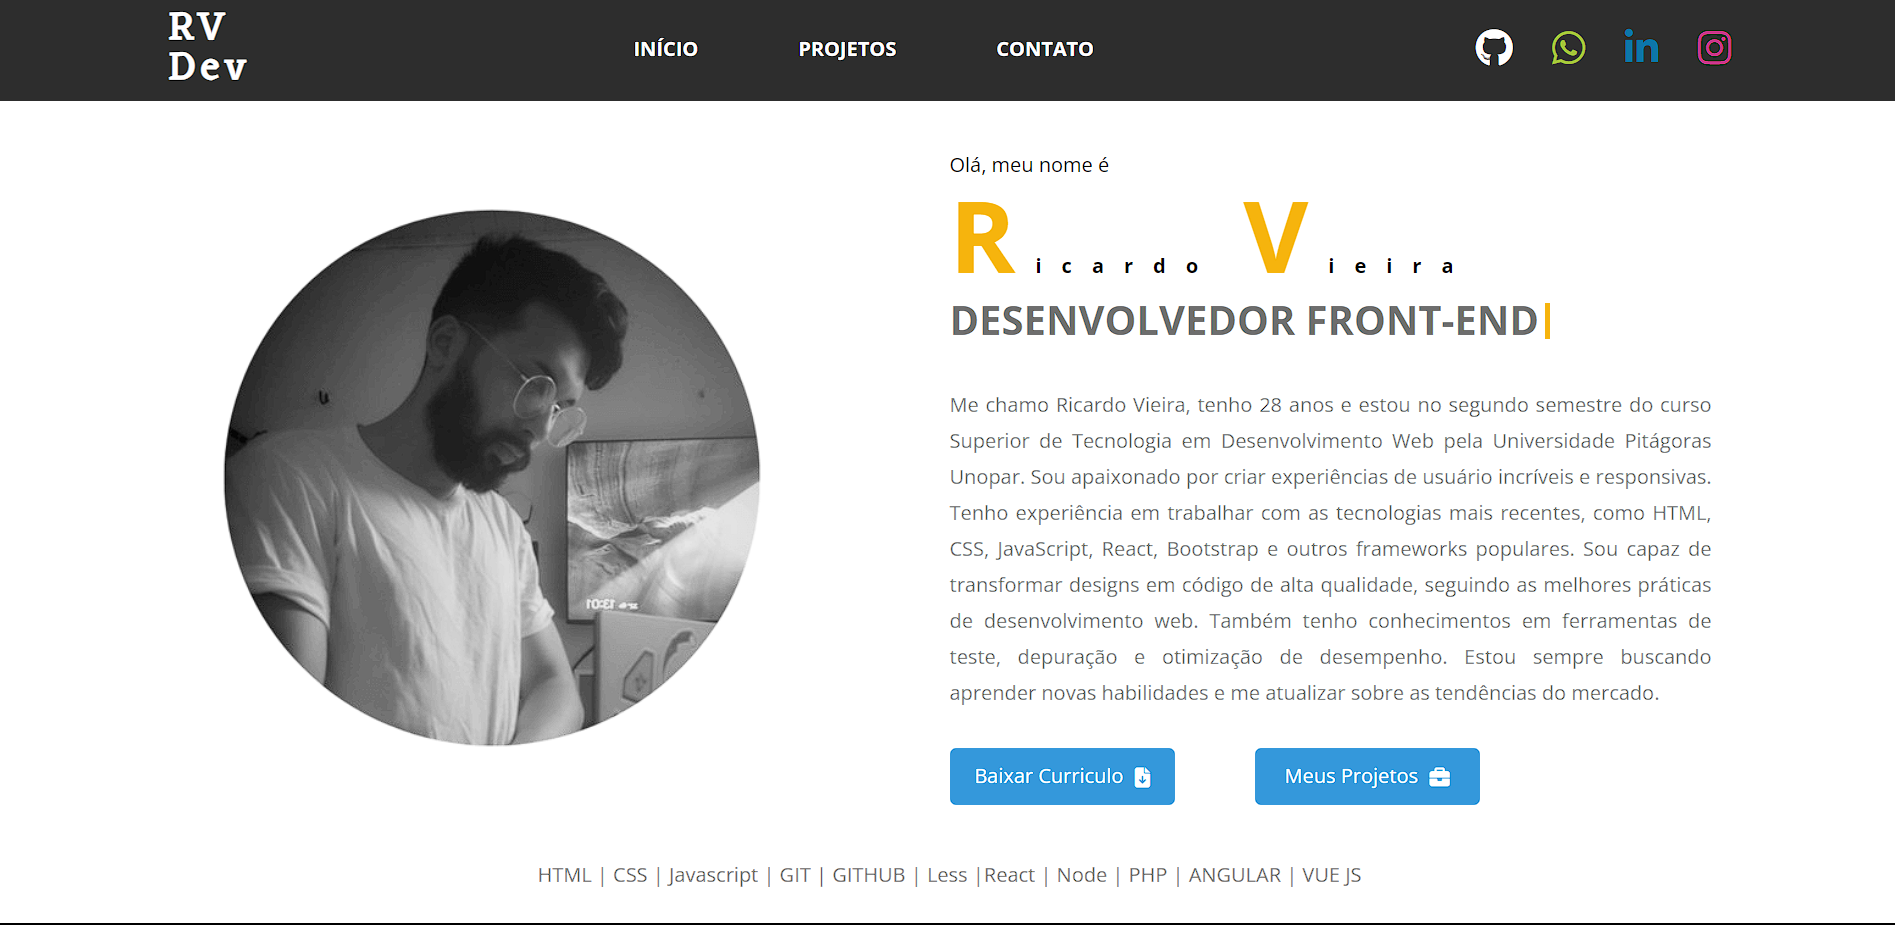 RV
Dev
INÍCIO PROJETOS CONTATO
Olá, meu nome é
Ricardo Vieira
DESENVOLVEDOR FRONT-END
Me chamo Ricardo Vieira, tenho 28 anos e estou no segundo semestre do curso
Superior de Tecnologia em Desenvolvimento Web pela Universidade Pitágoras
Unopar. Sou apaixonado por criar experiências de usuário incríveis e responsivas.
Tenho experiência em trabalhar com as tecnologias mais recentes, como HTML,
CSS, JavaScript, React, Bootstrap e outros frameworks populares. Sou capaz de
transformar designs em código de alta qualidade, seguindo as melhores práticas
de desenvolvimento web. Também tenho conhecimentos em ferramentas de
teste, depuração e otimização de desempenho. Estou sempre buscando
aprender novas habilidades e me atualizar sobre as tendências do mercado.
Baixar Curriculo Meus Projetos
HTML | CSS | Javascript | GIT | GITHUB | Less |React | Node | PHP | ANGULAR | VUE JS